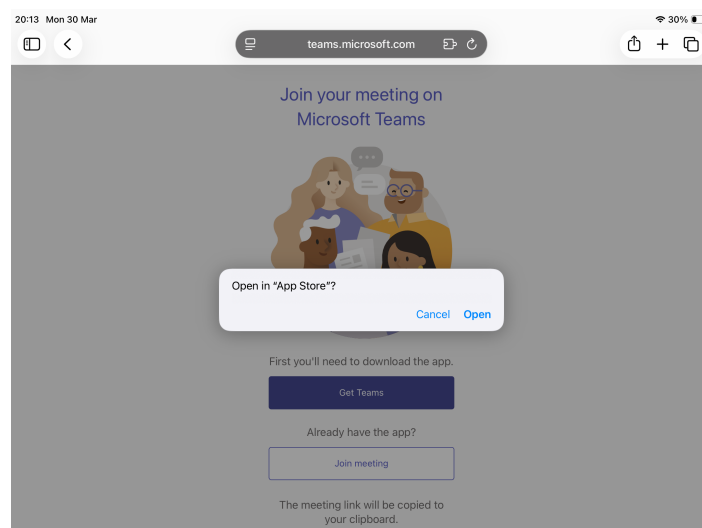 20:13 Mon 30 Mar
30%
teams.microsoft.com
Join your meeting on
Microsoft Teams
Open in “App Store”?
Cancel Open
First you'll need to download the app.
Get Teams
Already have the app?
Join meeting
The meeting link will be copied to
your clipboard.